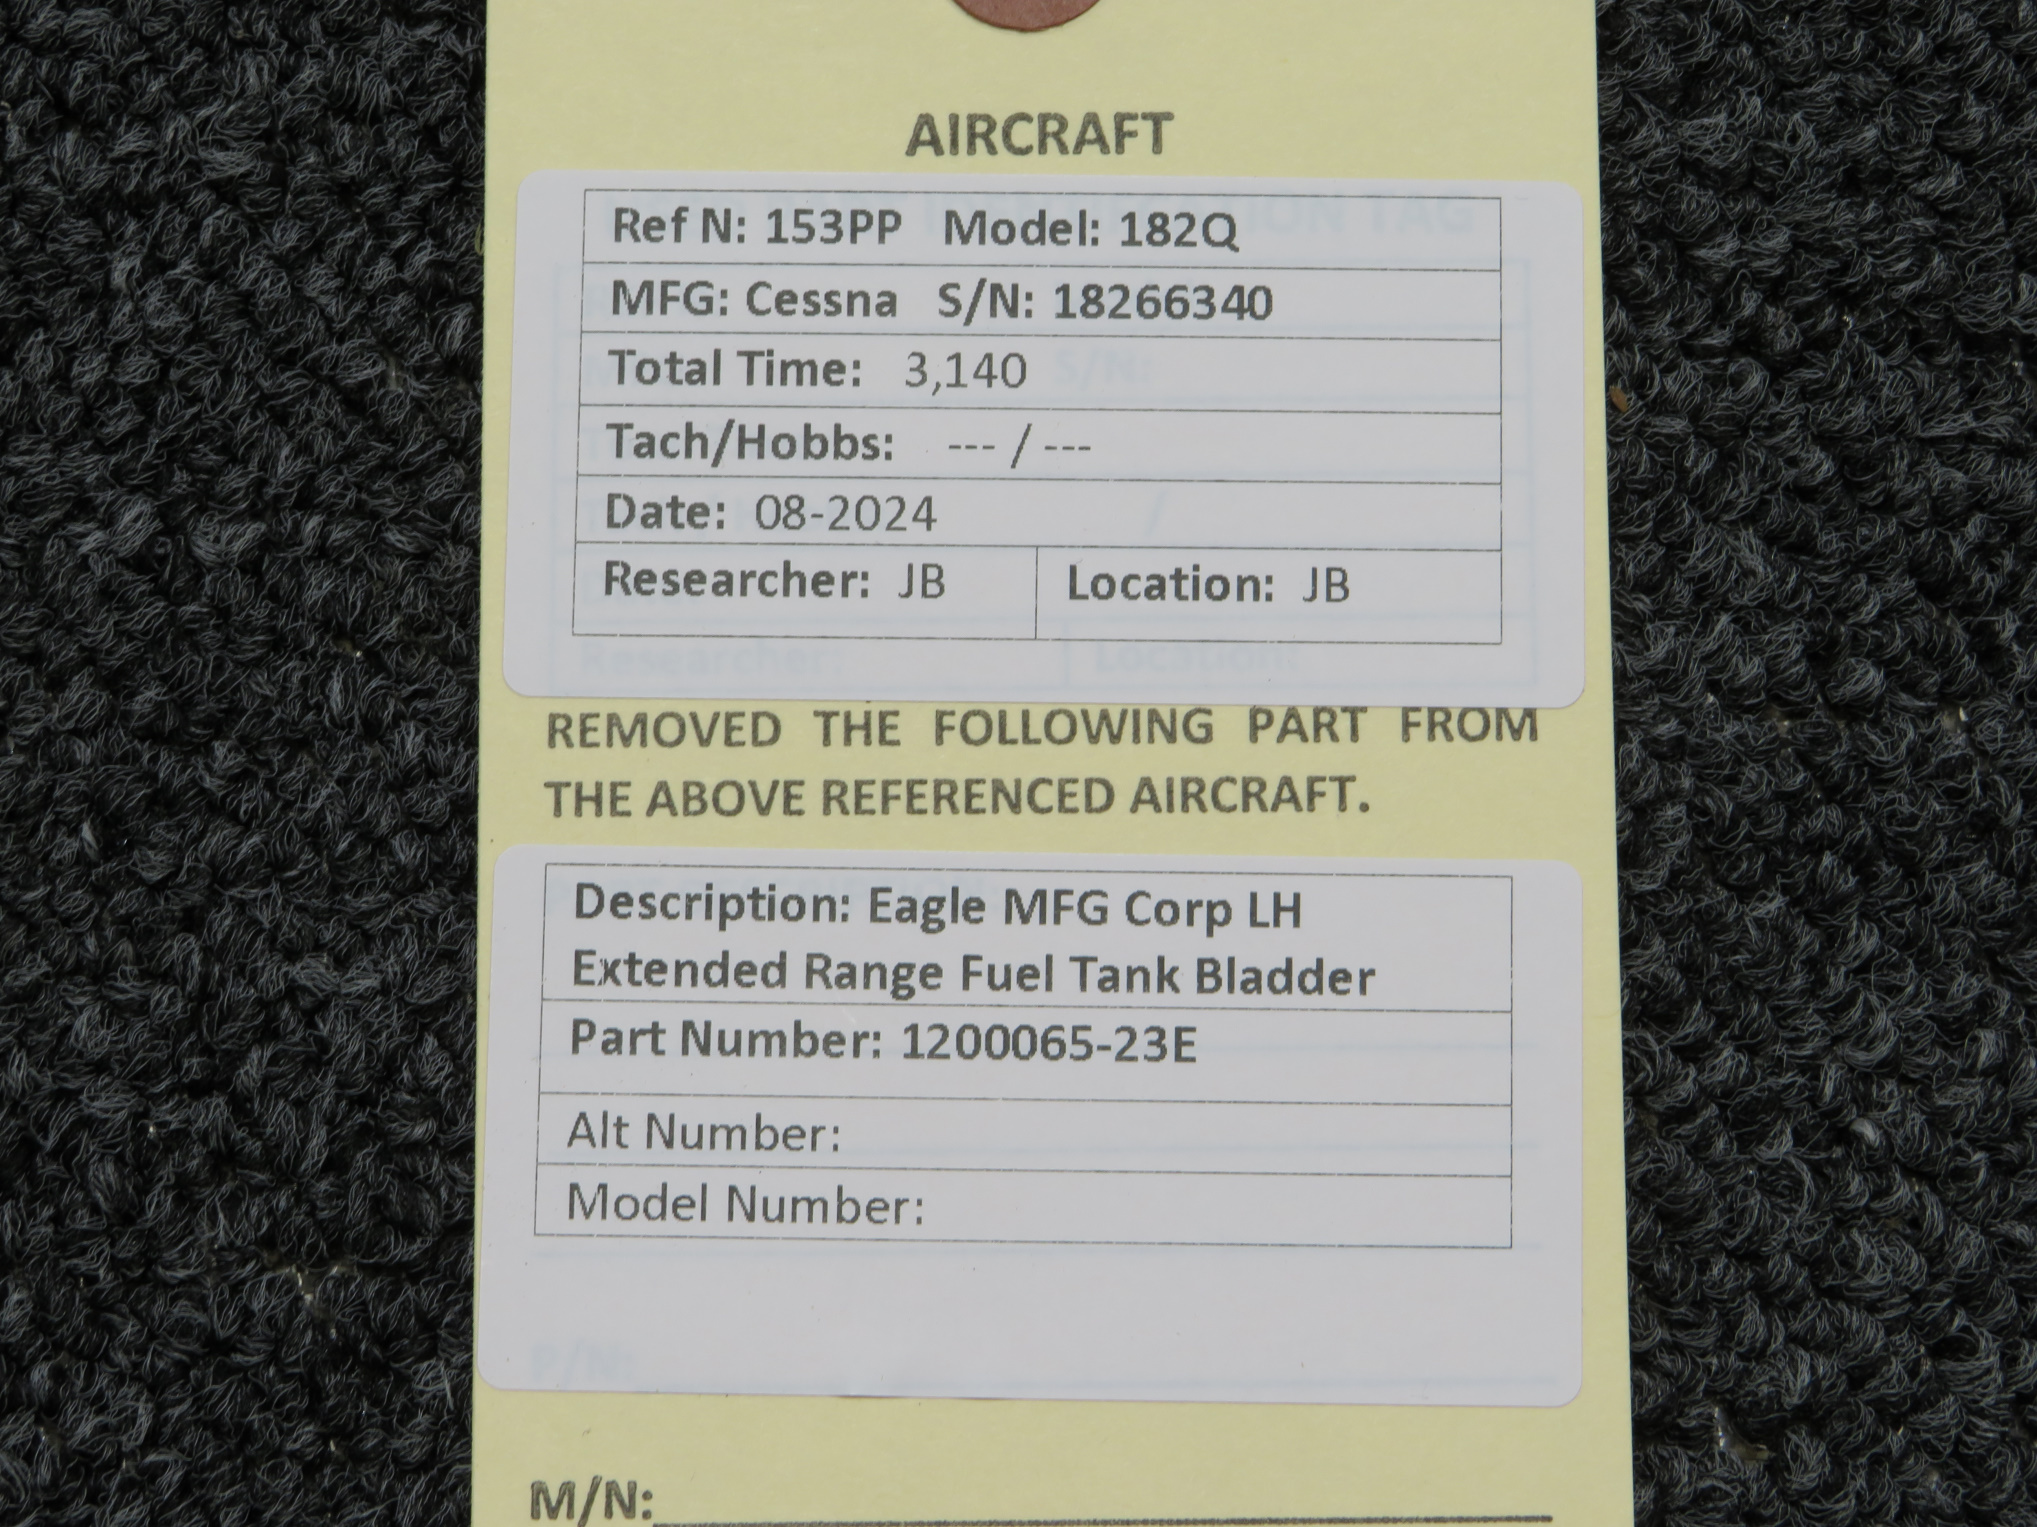 AIRCRAFT
Ref N: 153PP Model: 182Q
MFG: Cessna S/N: 18266340
Total Time: 3,140
Tach/Hobbs: --- / ---
Date: 08-2024
Researcher: JB Location: JB
REMOVED THE FOLLOWING PART FROM
THE ABOVE REFERENCED AIRCRAFT.
Description: Eagle MFG Corp LH
Extended Range Fuel Tank Bladder
Part Number: 1200065-23E
Alt Number:
Model Number:
P/N:
M/N: